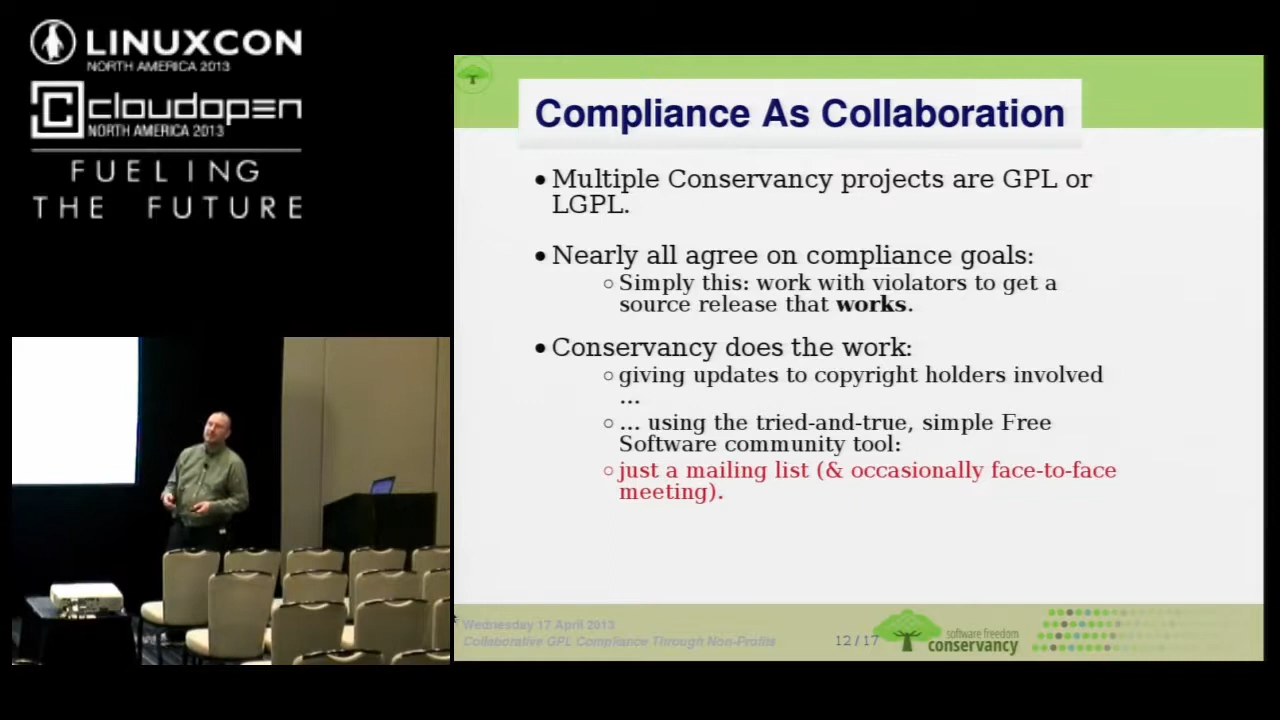 LINUXCON
NORTH AMERICA 2013
cloudopen
NORTH AMERICA 2013
FUELING
THE FUTURE
Compliance As Collaboration
• Multiple Conservancy projects are GPL or
LGPL.
• Nearly all agree on compliance goals:
○ Simply this: work with violators to get a
source release that works.
• Conservancy does the work:
○ giving updates to copyright holders involved
...
○ ... using the tried-and-true, simple Free
Software community tool:
○ just a mailing list (& occasionally face-to-face
meeting).
Wednesday 17 April 2013
Collaborative GPL Compliance Through Non-Profits
12 / 17
software freedom
conservancy